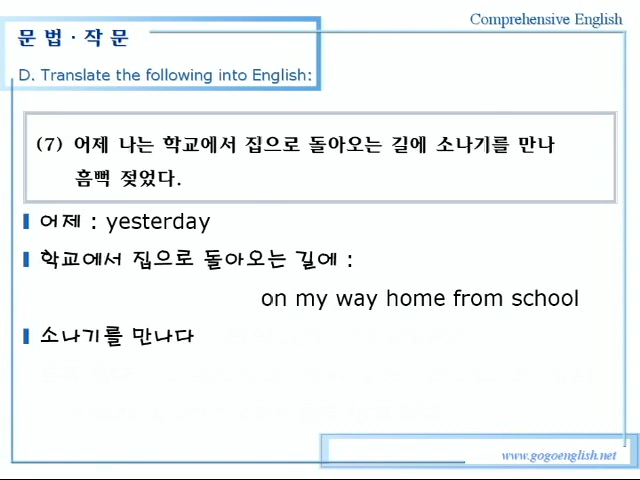 Comprehensive English
문 법 · 작 문
D. Translate the following into English:
(7) 어제 나는 학교에서 집으로 돌아오는 길에 소나기를 만나
흠뻑 젖었다.
어제 : yesterday
학교에서 집으로 돌아오는 길에 :
on my way home from school
소나기를 만나다
www.gogoenglish.net